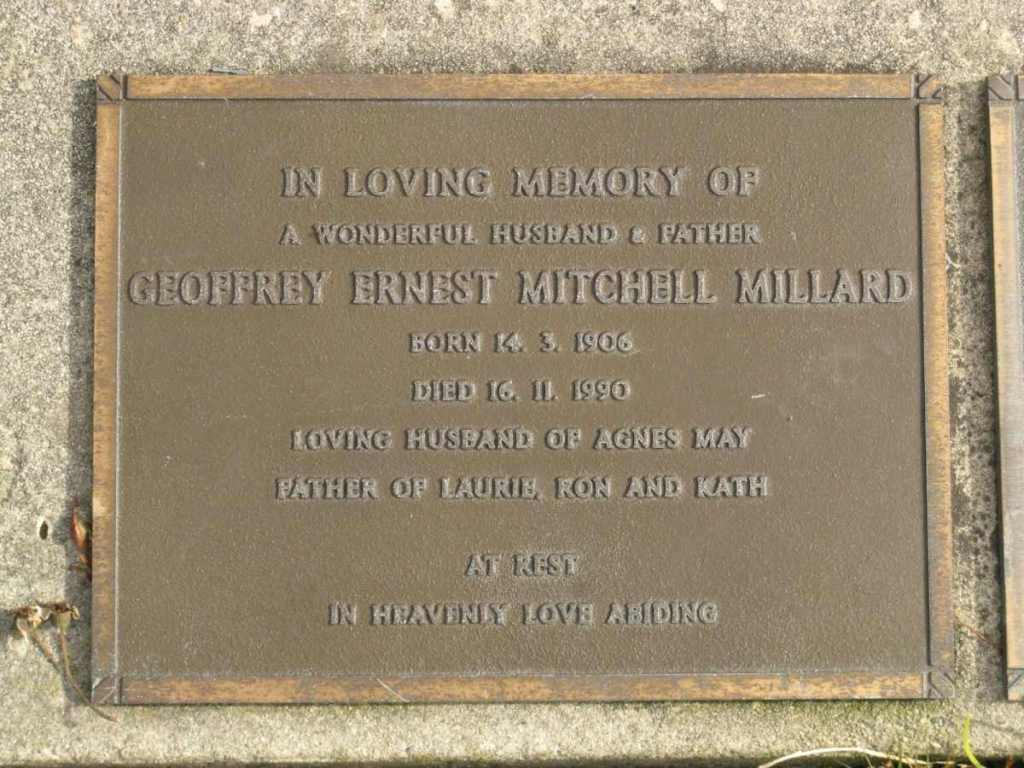 IN LOVING MEMORY OF
A WONDERFUL HUSBAND & FATHER
GEOFFREY ERNEST MITCHELL MILLARD
BORN 14. 3. 1906
DIED 16. 11. 1990
LOVING HUSBAND OF AGNES MAY
FATHER OF LAURIE, RON AND KATH
AT REST
IN HEAVENLY LOVE ABIDING